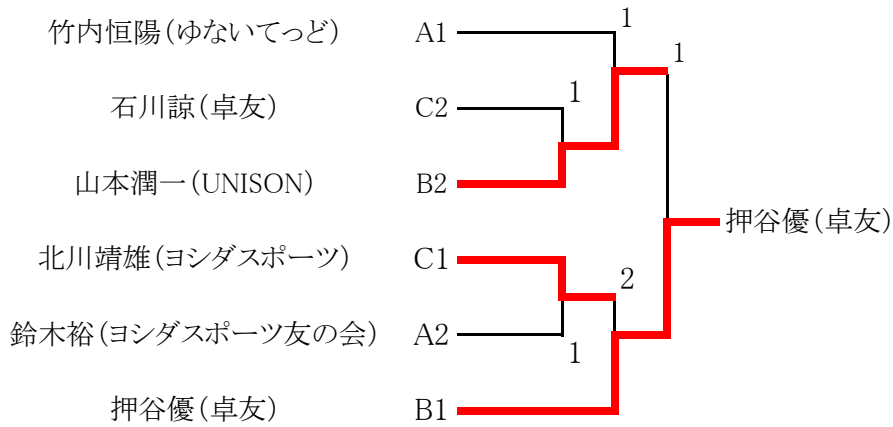 竹内恒陽(ゆないてっど) A1 1 1
石川諒(卓友) C2 1
山本潤一(UNISON) B2
押谷優(卓友)
北川靖雄(ヨシダスポーツ) C1 2
鈴木裕(ヨシダスポーツ友の会) A2 1
押谷優(卓友) B1